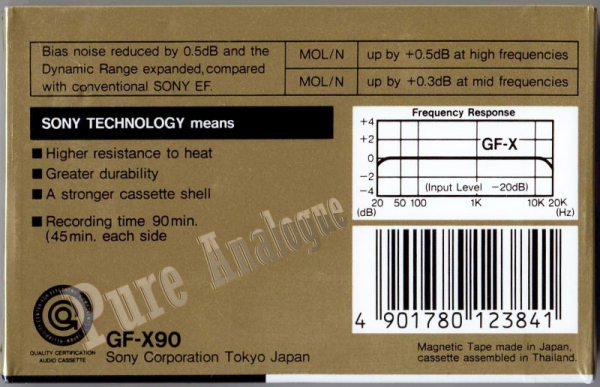 Bias noise reduced by 0.5dB and the
Dynamic Range expanded, compared
with conventional SONY EF.
MOL/N up by +0.5dB at high frequencies
MOL/N up by +0.3dB at mid frequencies
SONY TECHNOLOGY means
■ Higher resistance to heat
■ Greater durability
■ A stronger cassette shell
■ Recording time 90min.
(45min. each side
Frequency Response
+4
+2
0
−2
−4
(dB)
GF-X
(Input Level −20dB)
20 50 100 1K 10K 20K
(Hz)
4 901780 123841
Pure Analogue
QUALITY CERTIFICATION
AUDIO CASSETTE
GF-X90
Sony Corporation Tokyo Japan
Magnetic Tape made in Japan,
cassette assembled in Thailand.